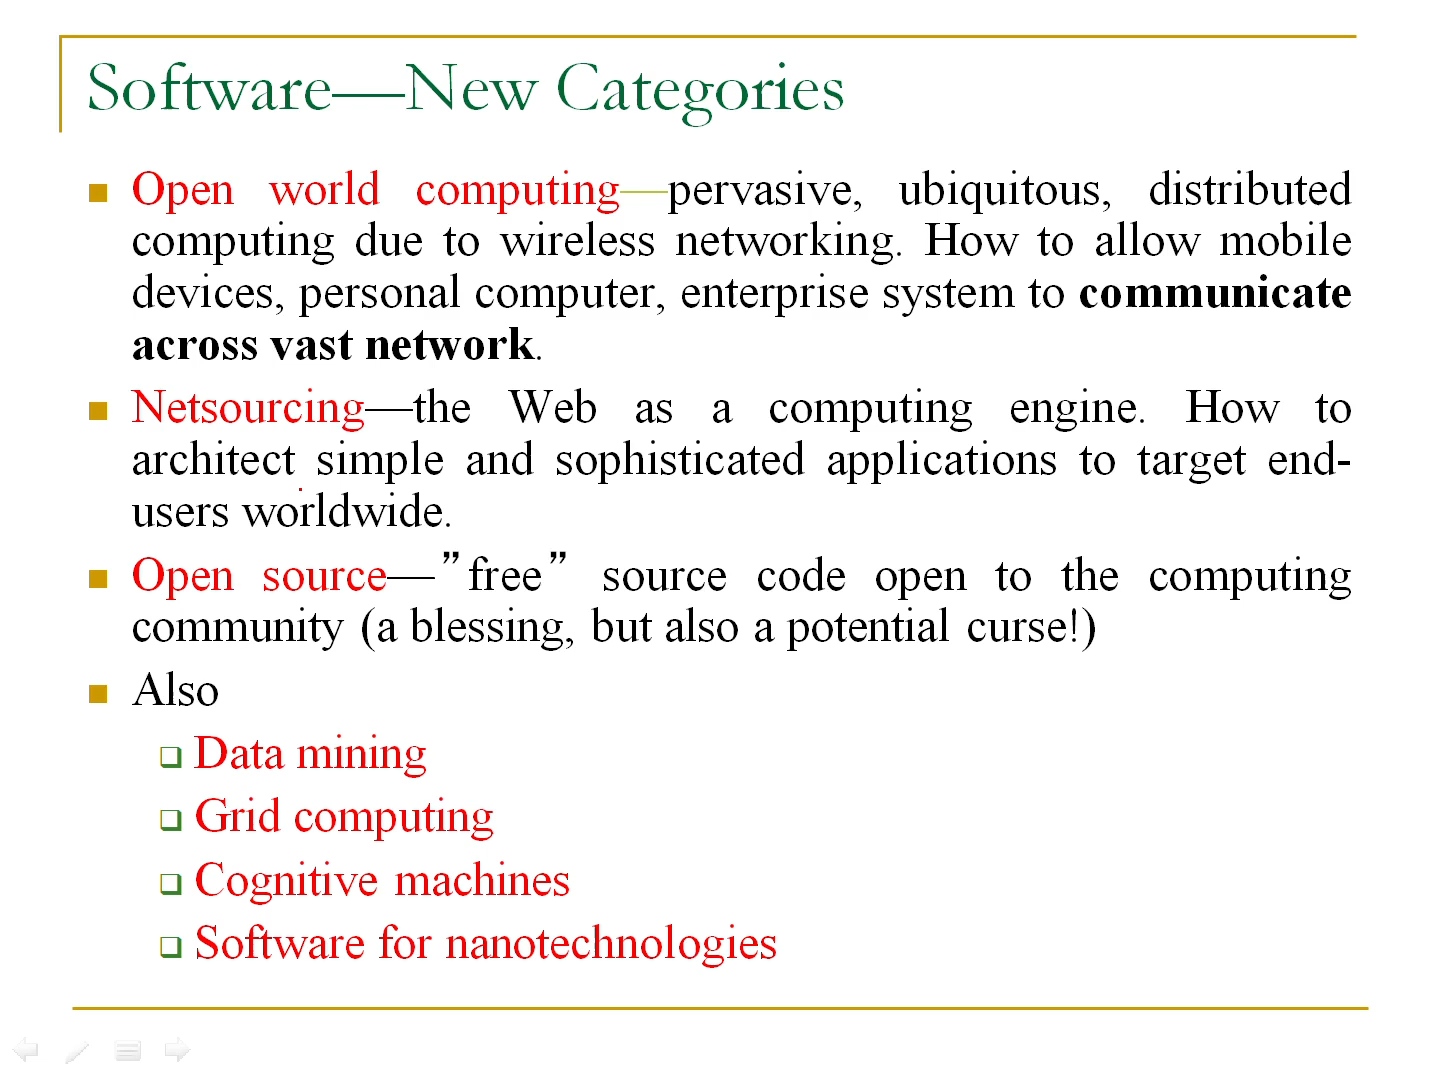 Software—New Categories
Open world computing—pervasive, ubiquitous, distributed
computing due to wireless networking. How to allow mobile
devices, personal computer, enterprise system to communicate
across vast network.
Netsourcing—the Web as a computing engine. How to
architect simple and sophisticated applications to target end-
users worldwide.
Open source—”free” source code open to the computing
community (a blessing, but also a potential curse!)
Also
Data mining
Grid computing
Cognitive machines
Software for nanotechnologies